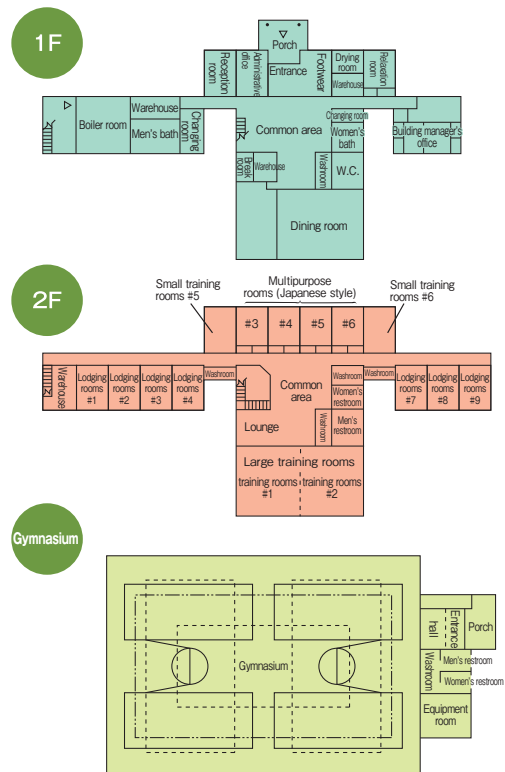 1F
Porch
Reception
room
Administrative
office
Entrance
Footwear
Drying
room
Warehouse
Relaxation
room
Boiler room
Warehouse
Men's bath
Changing
room
Common area
Changing room
Women's
bath
Building manager's
office
Break
room
Warehouse
Washroom
W.C.
Dining room
2F
Small training
rooms #5
Multipurpose
rooms (Japanese style)
Small training
rooms #6
#3
#4
#5
#6
Warehouse
Lodging
rooms
#1
Lodging
rooms
#2
Lodging
rooms
#3
Lodging
rooms
#4
Washroom
Common
area
Lounge
Washroom
Women's
restroom
Washroom
Men's
restroom
Washroom
Lodging
rooms
#7
Lodging
rooms
#8
Lodging
rooms
#9
Large training rooms
training rooms
#1
training rooms
#2
Gymnasium
Gymnasium
Entrance
hall
Porch
Washroom
Men's restroom
Women's restroom
Equipment
room